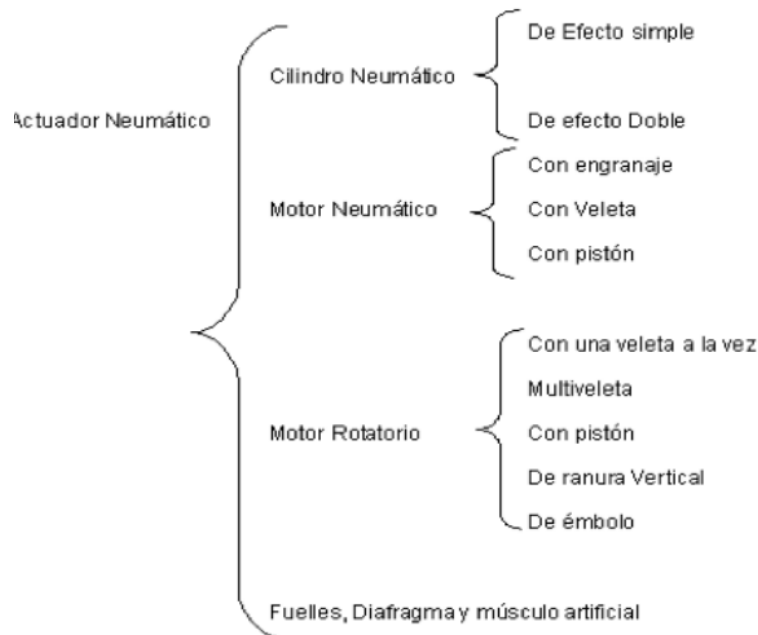 De Efecto simple
Cilindro Neumático
Actuador Neumático
De efecto Doble
Con engranaje
Motor Neumático
Con Veleta
Con pistón
Con una veleta a la vez
Multiveleta
Motor Rotatorio
Con pistón
De ranura Vertical
De émbolo
Fuelles, Diafragma y músculo artificial